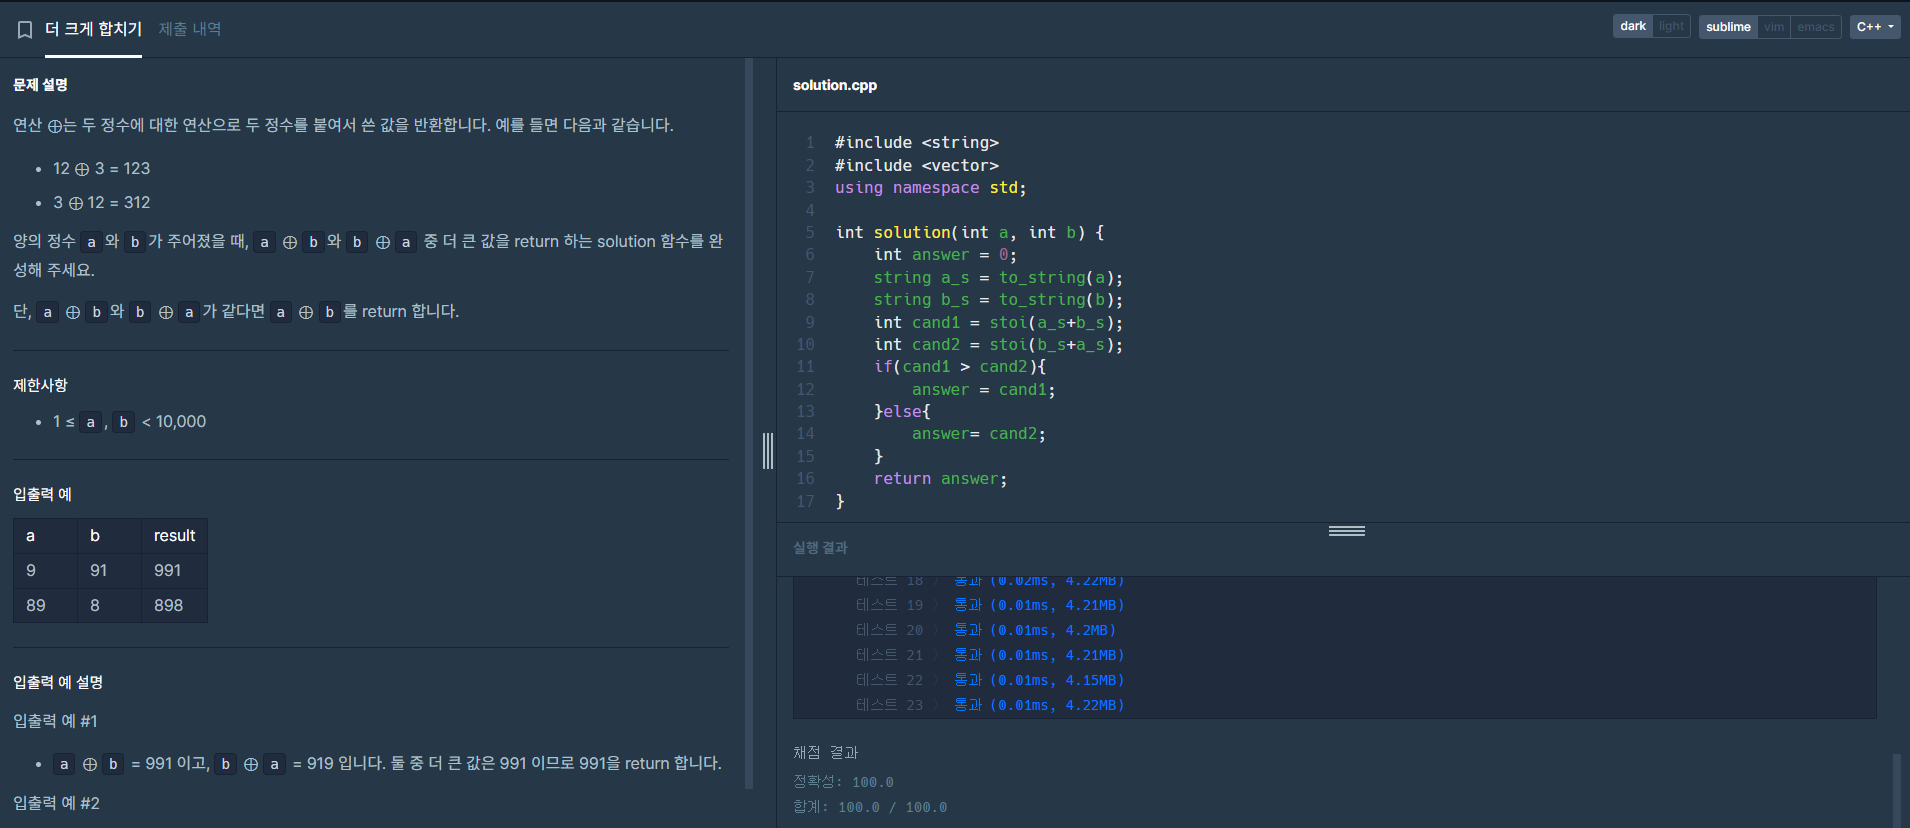 더 크게 합치기 제출 내역
dark light sublime vim emacs C++
문제 설명
연산 ⊕는 두 정수에 대한 연산으로 두 정수를 붙여서 쓴 값을 반환합니다. 예를 들면 다음과 같습니다.
• 12 ⊕ 3 = 123
• 3 ⊕ 12 = 312
양의 정수 a와 b가 주어졌을 때, a ⊕ b와 b ⊕ a 중 더 큰 값을 return 하는 solution 함수를 완
성해 주세요.
단, a ⊕ b와 b ⊕ a가 같다면 a ⊕ b를 return 합니다.
제한사항
• 1 ≤ a, b < 10,000
입출력 예
a b result
9 91 991
89 8 898
입출력 예 설명
입출력 예 #1
• a ⊕ b = 991 이고, b ⊕ a = 919 입니다. 둘 중 더 큰 값은 991 이므로 991을 return 합니다.
입출력 예 #2
solution.cpp
1 #include <string>
2 #include <vector>
3 using namespace std;
4
5 int solution(int a, int b) {
6     int answer = 0;
7     string a_s = to_string(a);
8     string b_s = to_string(b);
9     int cand1 = stoi(a_s+b_s);
10     int cand2 = stoi(b_s+a_s);
11     if(cand1 > cand2){
12         answer = cand1;
13     }else{
14         answer= cand2;
15     }
16     return answer;
17 }
실행 결과
테스트 18 〉 통과 (0.02ms, 4.22MB)
테스트 19 〉 통과 (0.01ms, 4.21MB)
테스트 20 〉 통과 (0.01ms, 4.2MB)
테스트 21 〉 통과 (0.01ms, 4.21MB)
테스트 22 〉 통과 (0.01ms, 4.15MB)
테스트 23 〉 통과 (0.01ms, 4.22MB)
채점 결과
정확성: 100.0
합계: 100.0 / 100.0